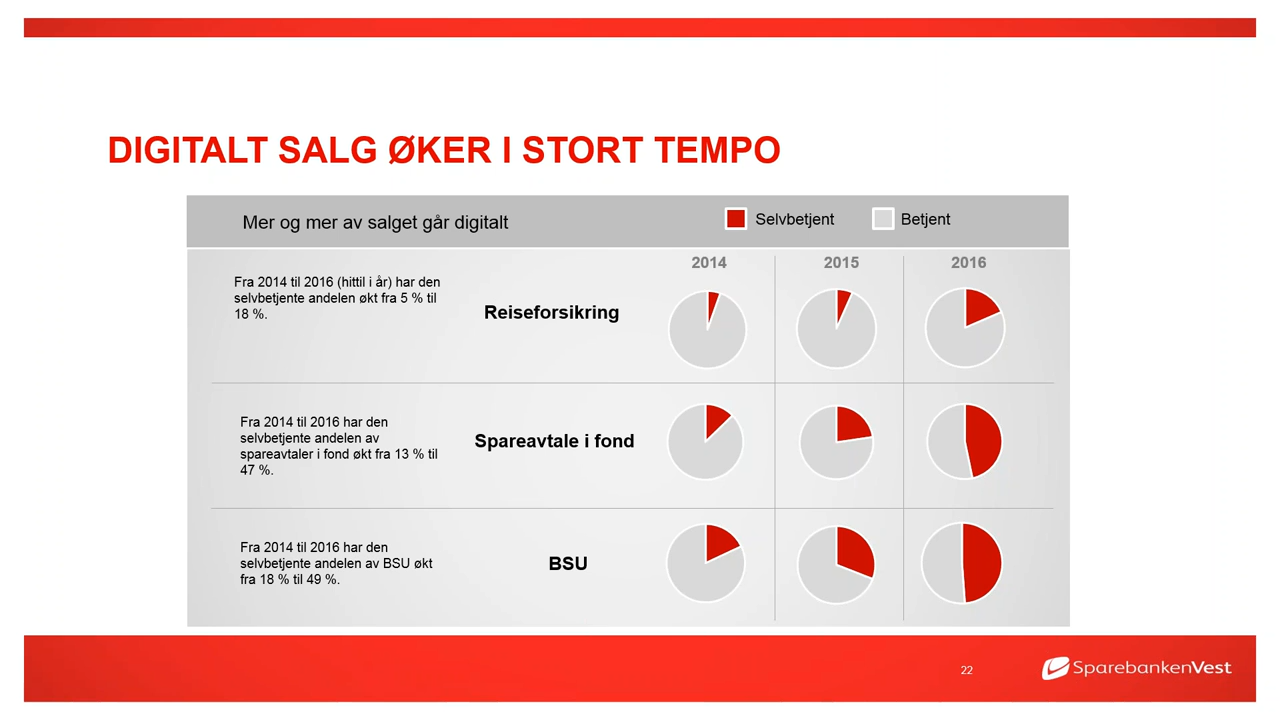 DIGITALT SALG ØKER I STORT TEMPO
Mer og mer av salget går digitalt
Selvbetjent
Betjent
2014
2015
2016
Fra 2014 til 2016 (hittil i år) har den
selvbetjente andelen økt fra 5 % til
18 %.
Reiseforsikring
Fra 2014 til 2016 har den
selvbetjente andelen av
spareavtaler i fond økt fra 13 % til
47 %.
Spareavtale i fond
Fra 2014 til 2016 har den
selvbetjente andelen av BSU økt
fra 18 % til 49 %.
BSU
22
SparebankenVest